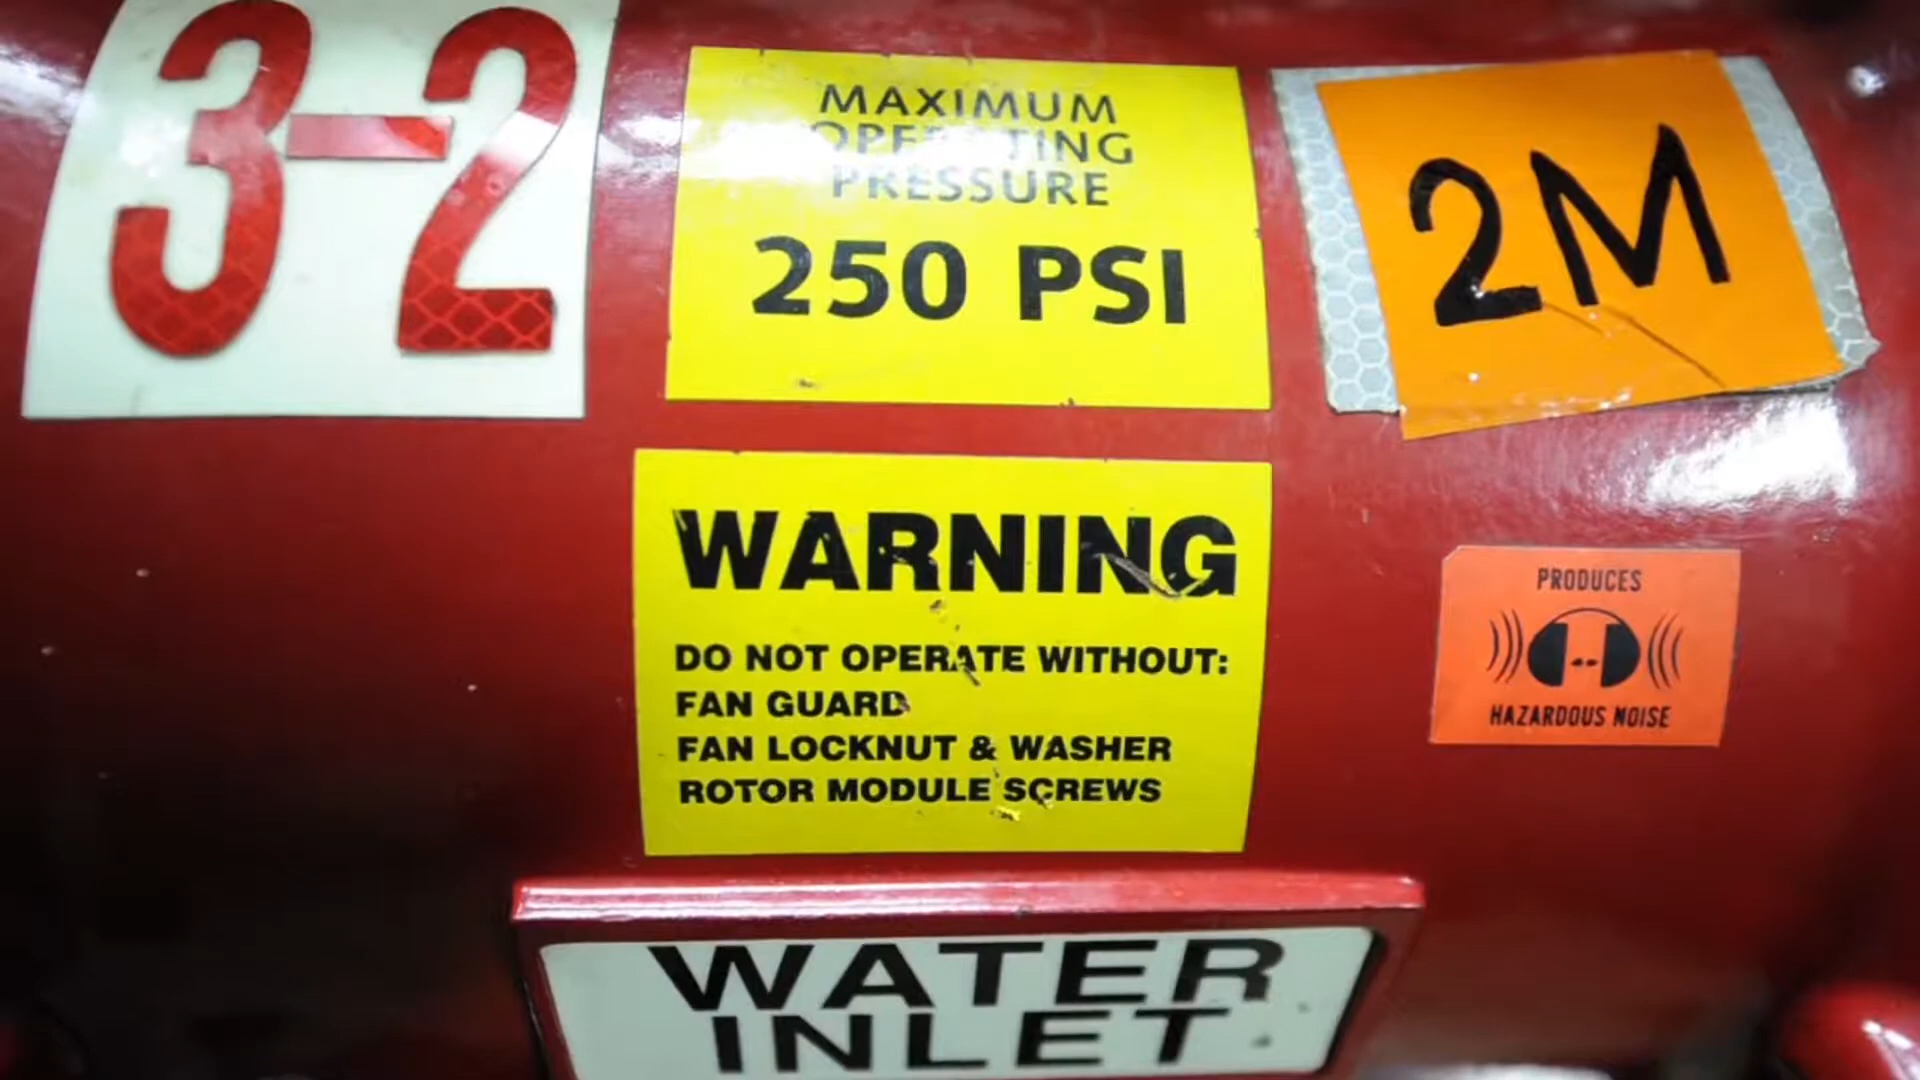 3-2
MAXIMUM
OPERATING
PRESSURE
250 PSI
2M
WARNING
DO NOT OPERATE WITHOUT:
FAN GUARD
FAN LOCKNUT & WASHER
ROTOR MODULE SCREWS
PRODUCES
HAZARDOUS NOISE
WATER
INLET